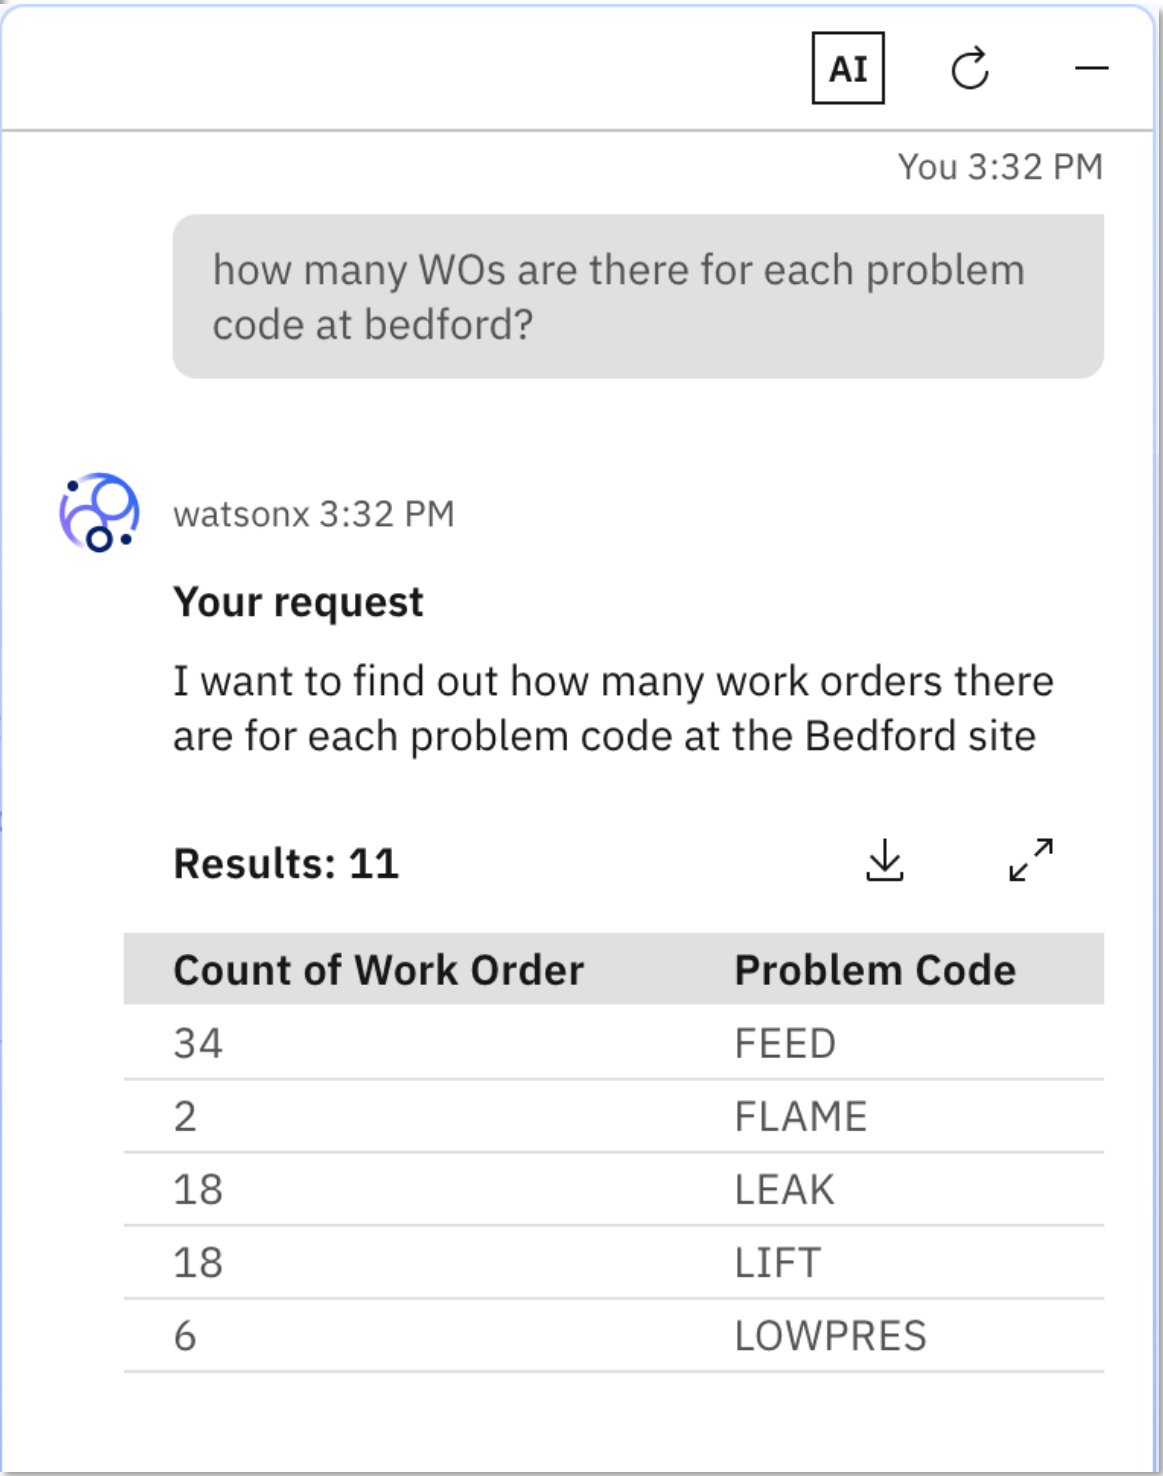 AI
You 3:32 PM
how many WOs are there for each problem
code at bedford?
watsonx 3:32 PM
Your request
I want to find out how many work orders there
are for each problem code at the Bedford site
Results: 11
Count of Work Order Problem Code
34 FEED
2 FLAME
18 LEAK
18 LIFT
6 LOWPRES